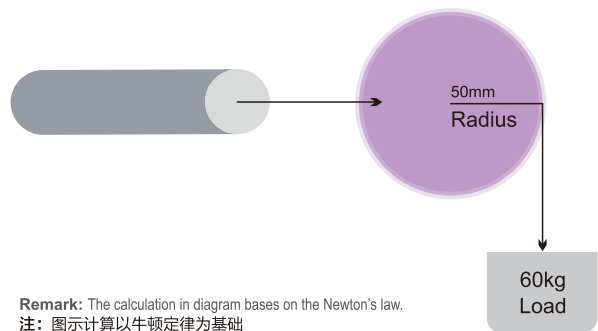 50mm
Radius
60kg
Load
Remark: The calculation in diagram bases on the Newton's law.
注：图示计算以牛顿定律为基础